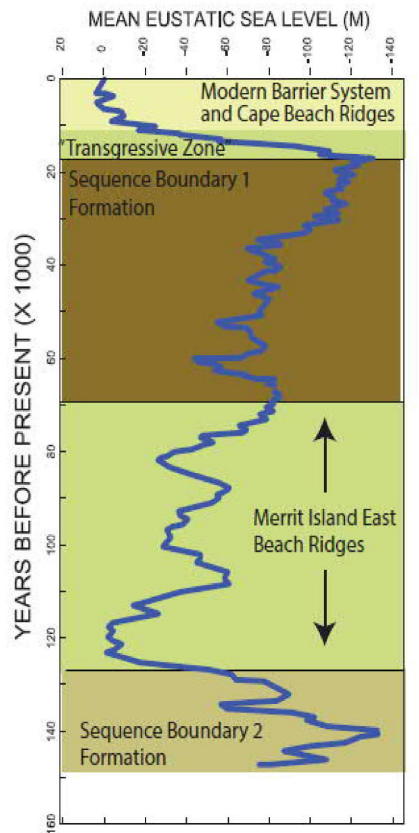 MEAN EUSTATIC SEA LEVEL (M)
20 0 -20 -40 -60 -80 -100 -120 -140
0
Modern Barrier System
and Cape Beach Ridges
"Transgressive Zone"
20
Sequence Boundary 1
Formation
40
60
80
Merrit Island East
Beach Ridges
100
120
Sequence Boundary 2
Formation
140
160
YEARS BEFORE PRESENT (X 1000)